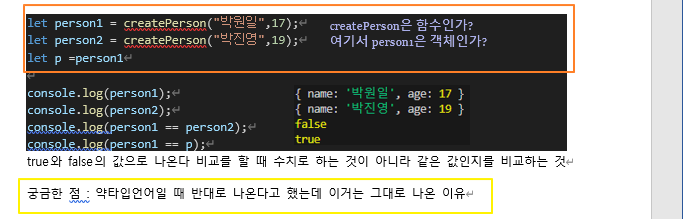 let person1 = createPerson("박원일",17);
createPerson은 함수인가?
let person2 = createPerson("박진영",19);
여기서 person1은 객체인가?
let p =person1
console.log(person1);
{ name: '박원일', age: 17 }
console.log(person2);
{ name: '박진영', age: 19 }
console.log(person1 == person2);
false
console.log(person1 == p);
true
true와 false의 값으로 나온다 비교를 할 때 수치로 하는 것이 아니라 같은 값인지를 비교하는 것
궁금한 점 : 약타입언어일 때 반대로 나온다고 했는데 이거는 그대로 나온 이유